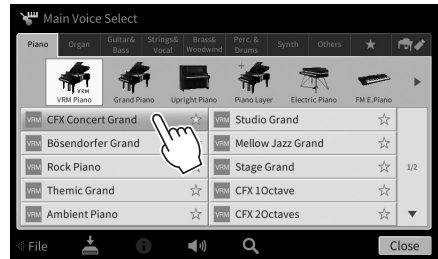 Main Voice Select
Piano
Organ
Guitar&
Bass
Strings&
Vocal
Brass&
Woodwind
Perc. &
Drums
Synth
Others
VRM
VRM Piano
Grand Piano
Upright Piano
Piano Layer
Electric Piano
FM E.Piano
VRM CFX Concert Grand
VRM Studio Grand
VRM Bösendorfer Grand
VRM Mellow Jazz Grand
VRM Rock Piano
VRM Stage Grand
1/2
VRM Themic Grand
VRM CFX 1Octave
VRM Ambient Piano
VRM CFX 2Octaves
File
Close